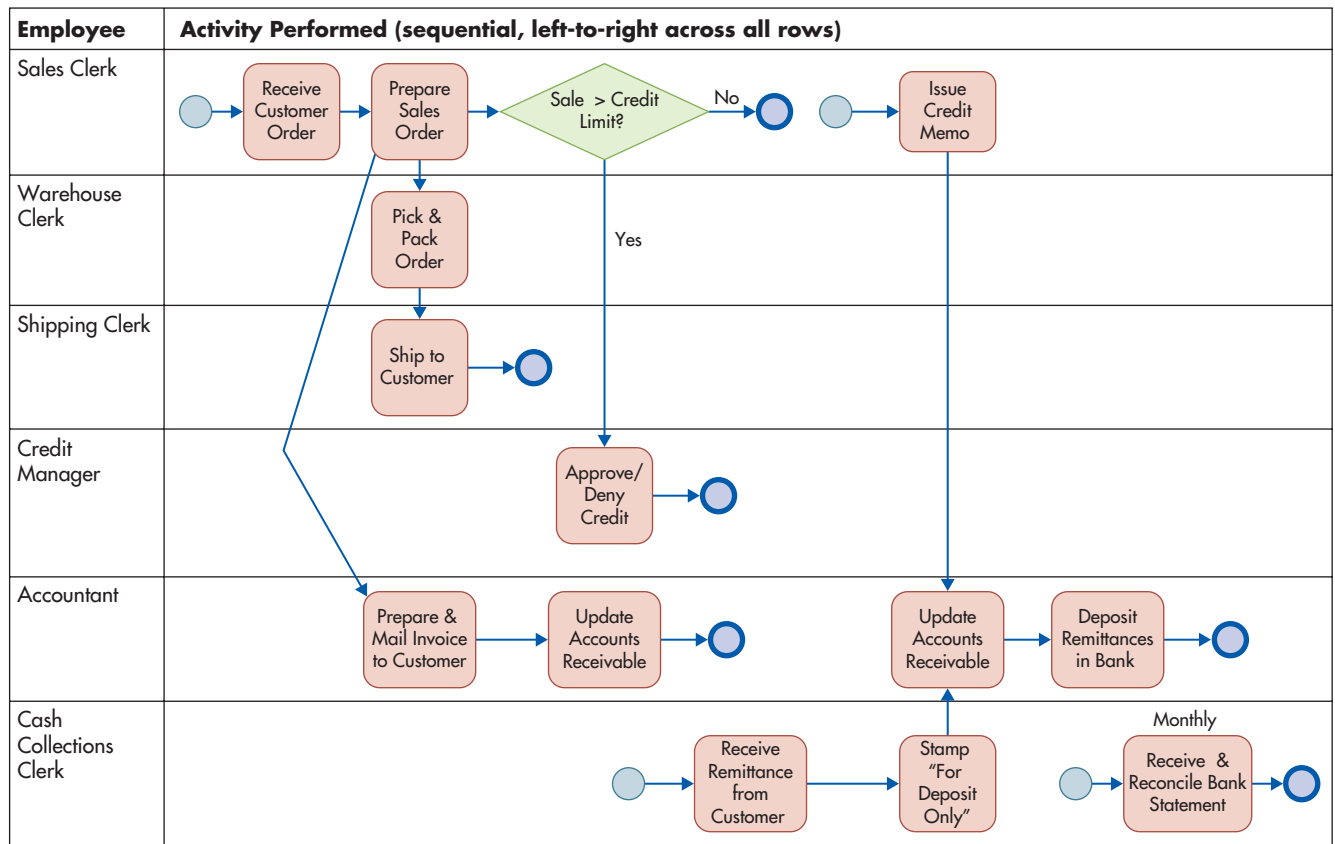 Employee
Activity Performed (sequential, left-to-right across all rows)
Sales Clerk
Receive
Customer
Order
Prepare
Sales
Order
Sale > Credit
Limit?
No
Issue
Credit
Memo
Warehouse
Clerk
Pick &
Pack
Order
Yes
Shipping Clerk
Ship to
Customer
Credit
Manager
Approve/
Deny
Credit
Accountant
Prepare &
Mail Invoice
to Customer
Update
Accounts
Receivable
Update
Accounts
Receivable
Deposit
Remittances
in Bank
Cash
Collections
Clerk
Receive
Remittance
from
Customer
Stamp
“For
Deposit
Only”
Monthly
Receive &
Reconcile Bank
Statement